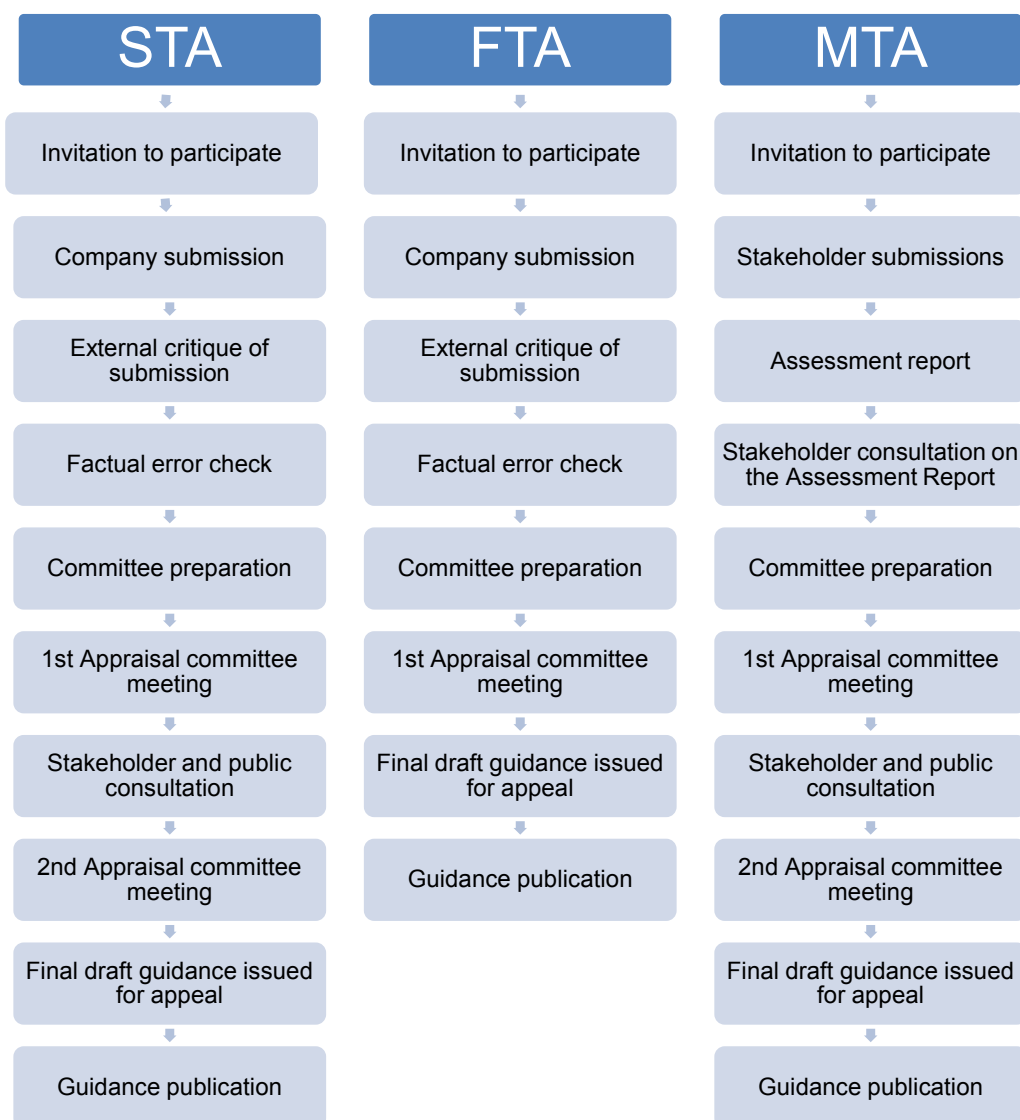 STA
Invitation to participate
Company submission
External critique of
submission
Factual error check
Committee preparation
1st Appraisal committee
meeting
Stakeholder and public
consultation
2nd Appraisal committee
meeting
Final draft guidance issued
for appeal
Guidance publication
FTA
Invitation to participate
Company submission
External critique of
submission
Factual error check
Committee preparation
1st Appraisal committee
meeting
Final draft guidance issued
for appeal
Guidance publication
MTA
Invitation to participate
Stakeholder submissions
Assessment report
Stakeholder consultation on
the Assessment Report
Committee preparation
1st Appraisal committee
meeting
Stakeholder and public
consultation
2nd Appraisal committee
meeting
Final draft guidance issued
for appeal
Guidance publication